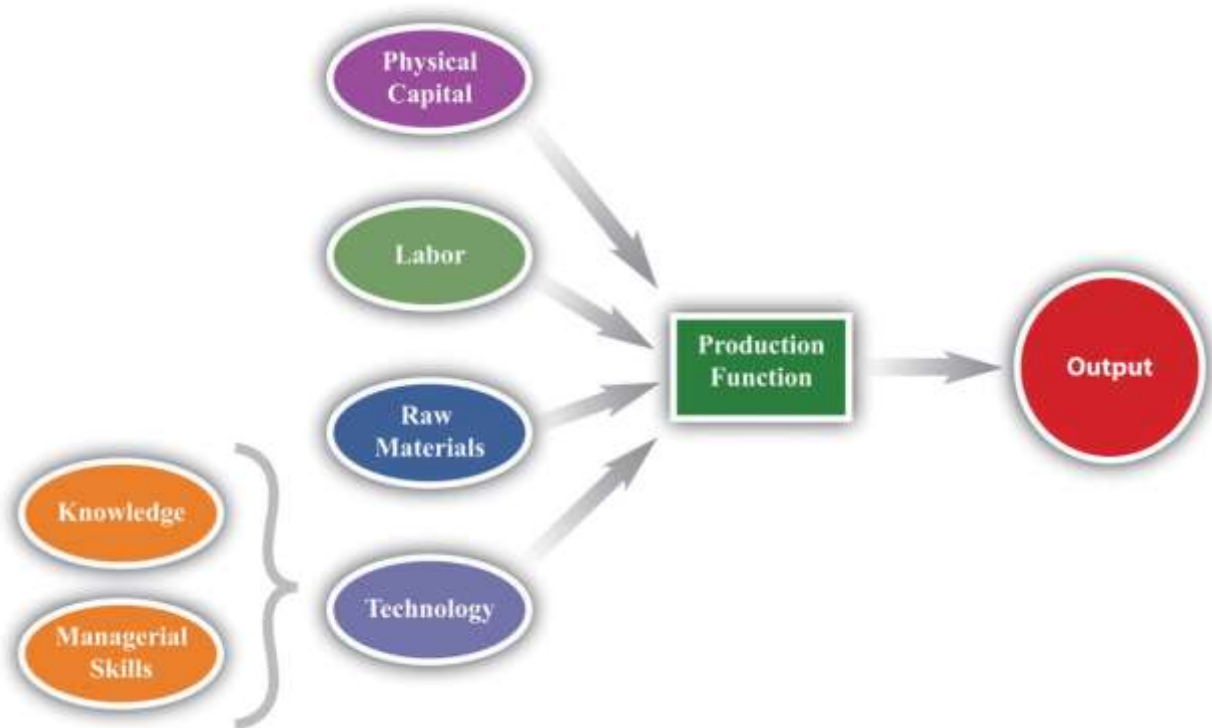 Physical
Capital
Labor
Raw
Materials
Technology
Knowledge
Managerial
Skills
Production
Function
Output